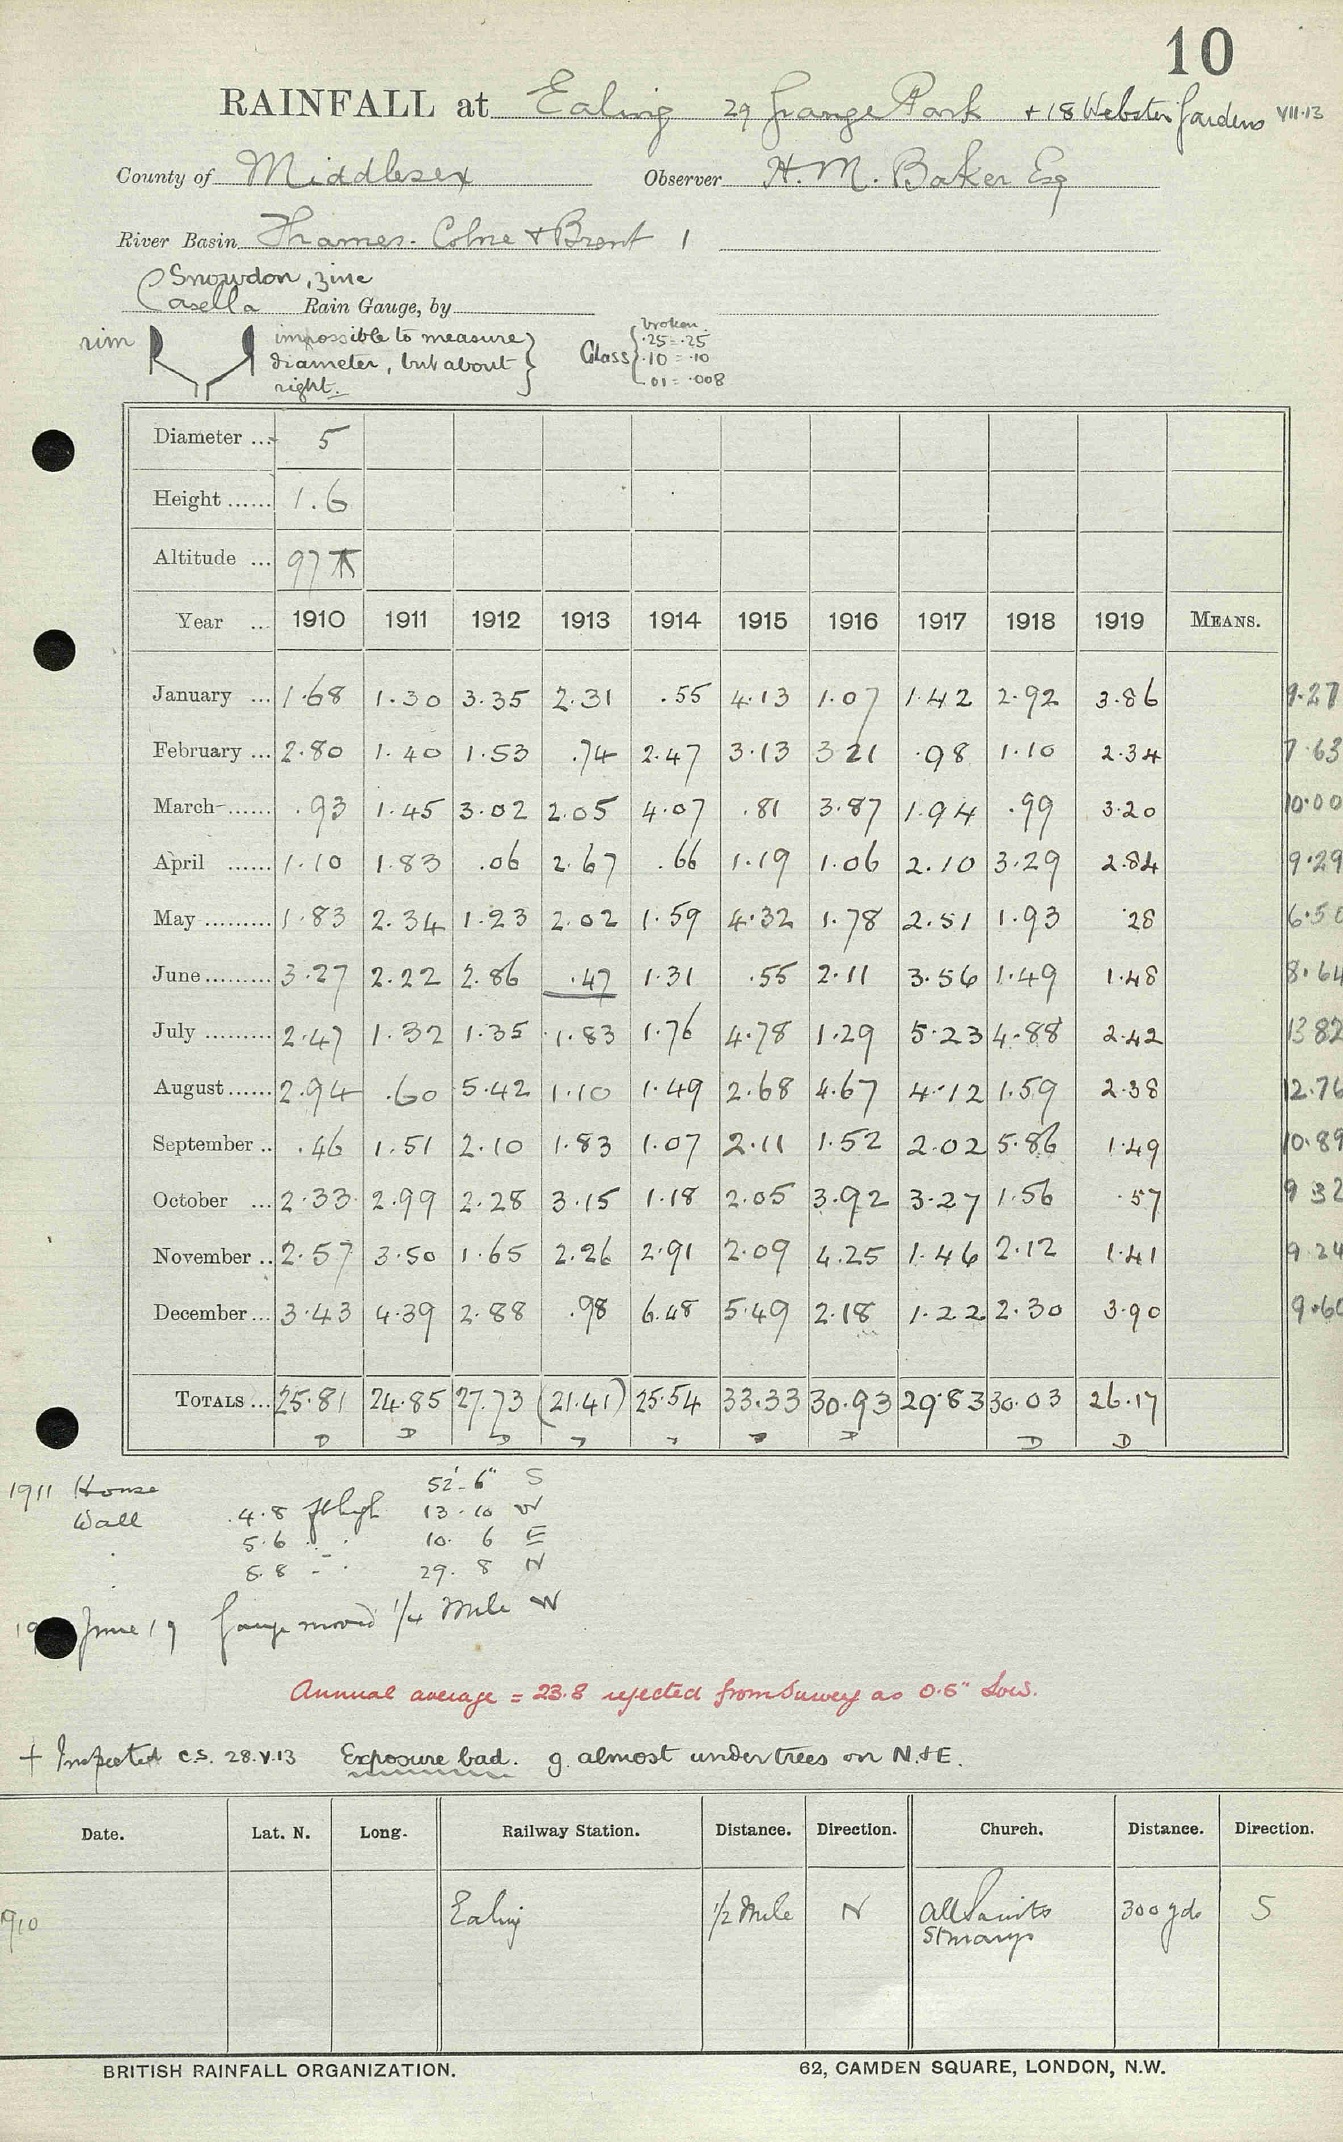 10
RAINFALL at Ealing 29 Grange Park + 18 Webster Gardens VII.13
County of Middlesex Observer H. M. Baker Esq
River Basin Thames. Colne + Brent 1
Snowdon, zinc
Casella Rain Gauge, by
rim impossible to measure diameter, but about right.
Glass broken .25=.25 .10=.10 .01=.008
Diameter ... 5
Height ...... 1.6
Altitude ... 97
Year ... 1910 1911 1912 1913 1914 1915 1916 1917 1918 1919 MEANS.
January ... 1.68 1.30 3.35 2.31 .55 4.13 1.07 1.42 2.92 3.86 9.27
February ... 2.80 1.40 1.53 .74 2.47 3.13 3 21 .98 1.10 2.34 7.63
March ...... .93 1.45 3.02 2.05 4.07 .81 3.87 1.94 .99 3.20 10.00
April ...... 1.10 1.83 .06 2.67 .66 1.19 1.06 2.10 3.29 2.84 9.29
May ......... 1.83 2.34 1.23 2.02 1.59 4.32 1.78 2.51 1.93 .28
June ......... 3.27 2.22 2.86 .47 1.31 .55 2.11 3.56 1.49 1.48 8.64
July ......... 2.47 1.32 1.35 1.83 1.76 4.78 1.29 5.23 4.88 2.42 13 82
August ...... 2.94 .60 5.42 1.10 1.49 2.68 4.67 4.12 1.59 2.38 12.76
September .. .46 1.51 2.10 1.83 1.07 2.11 1.52 2.02 5.86 1.49 10.89
October ... 2.33 2.99 2.28 3.15 1.18 2.05 3.92 3.27 1.56 .57 9 32
November .. 2.57 3.50 1.65 2.26 2.91 2.09 4.25 1.46 2.12 1.41 9 24
December ... 3.43 4.39 2.88 .98 6.48 5.49 2.18 1.22 2.30 3.90 9.60
TOTALS ... 25.81 24.85 27.73 (21.41) 25.54 33.33 30.93 29.83 30.03 26.17
D D D D D D D
1911 House 52'-6" S
Wall 4.8 ft high 13.10 W
5.6 " " 10. 6 E
5.8 " " 29. 8 N
June 19 Gauge moved 1/4 Mile W
Annual average = 23.8 rejected from Survey as 0.5" low.
+ Inspected C.S. 28.V.13 Exposure bad. g. almost under trees on N.+E.
Date. Lat. N. Long. Railway Station. Distance. Direction. Church. Distance. Direction.
1910 Ealing 1/2 Mile N All Saints 300 yds S
St Marys
BRITISH RAINFALL ORGANIZATION. 62, CAMDEN SQUARE, LONDON, N.W.